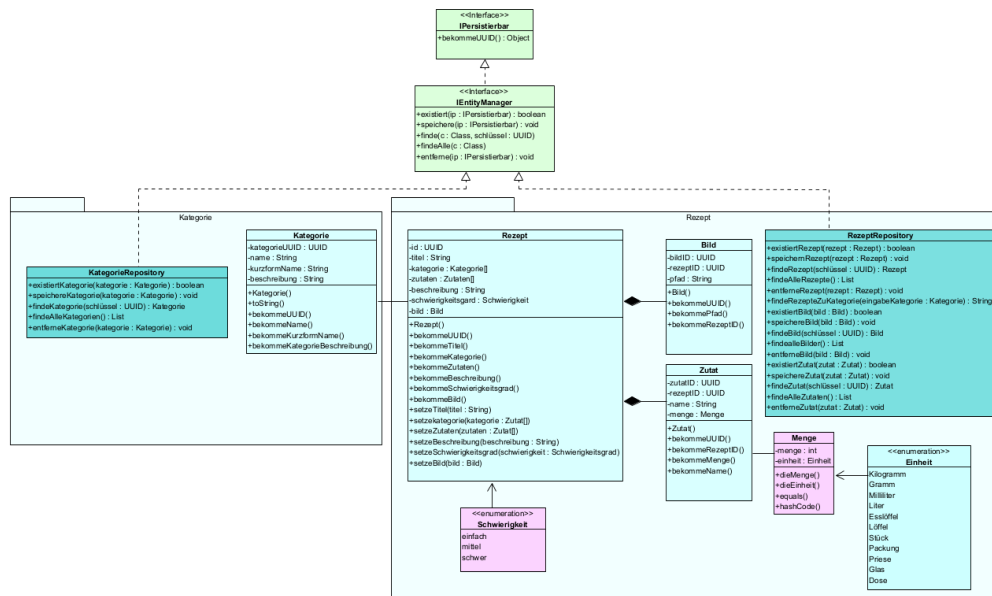 <<Interface>>
IPersistierbar
+bekommeUUID() : Object
<<Interface>>
IEntityManager
+existiert(ip : IPersistierbar) : boolean
+speichere(ip : IPersistierbar) : void
+finde(c : Class, schlüssel : UUID)
+findeAlle(c : Class)
+entferne(ip : IPersistierbar) : void
Kategorie
KategorieRepository
+existiertKategorie(kategorie : Kategorie) : boolean
+speichereKategorie(kategorie : Kategorie) : void
+findeKategorie(schlüssel : UUID) : Kategorie
+findeAlleKategorien() : List
+entferneKategorie(kategorie : Kategorie) : void
Kategorie
-kategorieUUID : UUID
-name : String
-kurzformName : String
-beschreibung : String
+Kategorie()
+toString()
+bekommeUUID()
+bekommeName()
+bekommeKurzformName()
+bekommeKategorieBeschreibung()
Rezept
Rezept
-id : UUID
-titel : String
-kategorie : Kategorie[]
-zutaten : Zutaten[]
-beschreibung : String
-schwierigkeitsgard : Schwierigkeit
-bild : Bild
+Rezept()
+bekommeUUID()
+bekommeTitel()
+bekommeKategorie()
+bekommeZutaten()
+bekommeBeschreibung()
+bekommeSchwierigkeitsgrad()
+bekommeBild()
+setzeTitel(titel : String)
+setzekategorie(kategorie : Zutat[])
+setzeZutaten(zutaten : Zutat[])
+setzeBeschreibung(beschreibung : String)
+setzeSchwierigkeitsgrad(schwierigkeit : Schwierigkeitsgrad)
+setzeBild(bild : Bild)
<<enumeration>>
Schwierigkeit
einfach
mittel
schwer
Bild
-bildID : UUID
-rezeptID : UUID
-pfad : String
+Bild()
+bekommeUUID()
+bekommePfad()
+bekommeRezeptID()
Zutat
-zutatID : UUID
-rezeptID : UUID
-name : String
-menge : Menge
+Zutat()
+bekommeUUID()
+bekommeRezeptID()
+bekommeMenge()
+bekommeName()
RezeptRepository
+existiertRezept(rezept : Rezept) : boolean
+speichernRezept(rezept : Rezept) : void
+findeRezept(schlüssel : UUID) : Rezept
+findeAlleRezepte() : List
+entferneRezept(rezept : Rezept) : void
+findeRezepteZuKategorie(eingabeKategorie : Kategorie) : String
+existiertBild(bild : Bild) : boolean
+speichereBild(bild : Bild) : void
+findeBild(schlüssel : UUID) : Bild
+findealleBilder() : List
+entferneBild(bild : Bild) : void
+existiertZutat(zutat : Zutat) : boolean
+speichereZutat(zutat : Zutat) : void
+findeZutat(schlüssel : UUID) : Zutat
+findeAlleZutaten() : List
+entferneZutat(zutat : Zutat) : void
Menge
-menge : int
-einheit : Einheit
+dieMenge()
+dieEinheit()
+equals()
+hashCode()
<<enumeration>>
Einheit
Kilogramm
Gramm
Milliliter
Liter
Esslöffel
Löffel
Stück
Packung
Priese
Glas
Dose